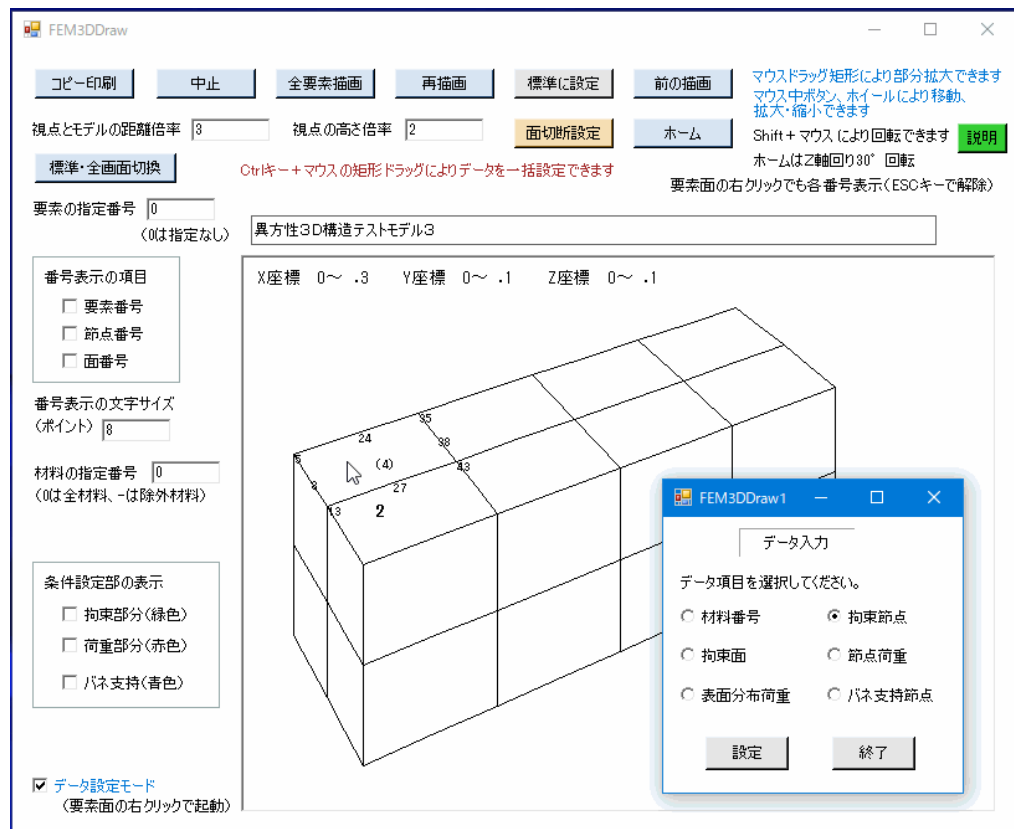 FEM3DDraw
コピー印刷 中止 全要素描画 再描画 標準に設定 前の描画
マウスドラッグ矩形により部分拡大できます
マウス中ボタン、ホイールにより移動、
拡大・縮小できます
視点とモデルの距離倍率 3 視点の高さ倍率 2 面切断設定 ホーム
Shift+マウス により回転できます 説明
標準・全画面切換
Ctrlキー+マウスの矩形ドラッグによりデータを一括設定できます
ホームはZ軸回り30°回転
要素面の右クリックでも各番号表示(ESCキーで解除)
要素の指定番号 0
(0は指定なし)
異方性3D構造テストモデル3
番号表示の項目
要素番号
節点番号
面番号
番号表示の文字サイズ
(ポイント) 8
材料の指定番号 0
(0は全材料、-は除外材料)
条件設定部の表示
拘束部分(緑色)
荷重部分(赤色)
バネ支持(青色)
データ設定モード
(要素面の右クリックで起動)
X座標 0~ .3 Y座標 0~ .1 Z座標 0~ .1
35
24
38
5
(4)
43
3
27
13
2
FEM3DDraw1
データ入力
データ項目を選択してください。
材料番号 拘束節点
拘束面 節点荷重
表面分布荷重 バネ支持節点
設定 終了